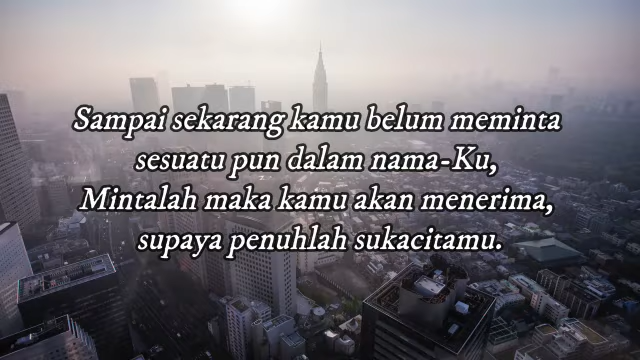 Sampai sekarang kamu belum meminta
sesuatu pun dalam nama-Ku,
Mintalah maka kamu akan menerima,
supaya penuhlah sukacitamu.